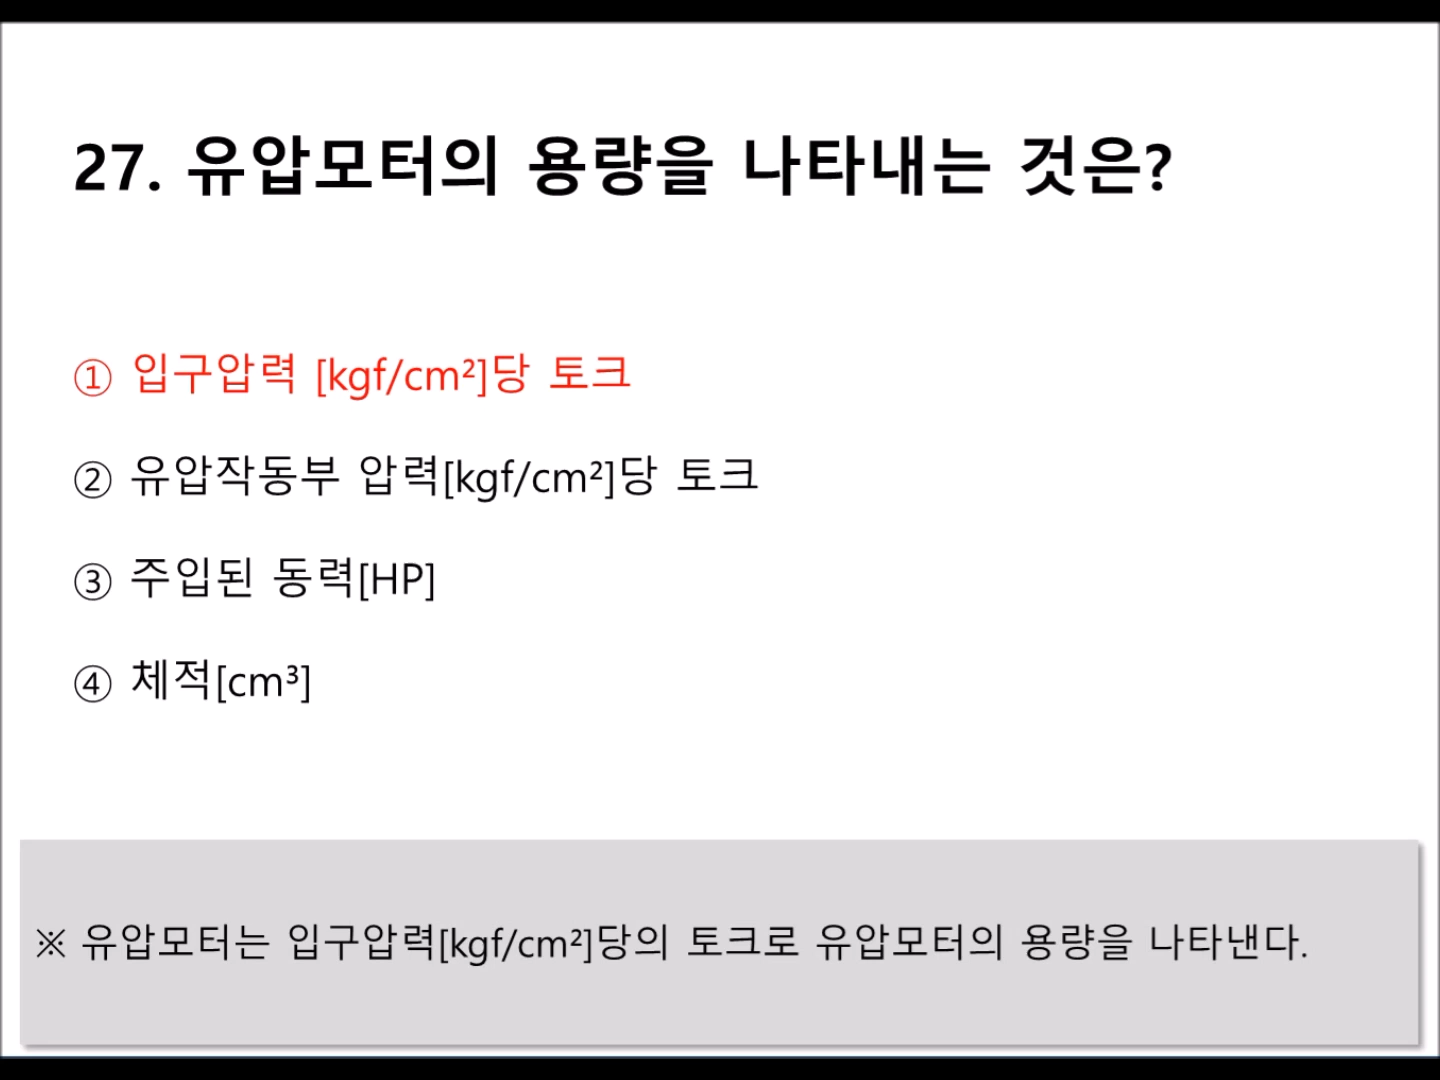 27. 유압모터의 용량을 나타내는 것은?
① 입구압력 [kgf/cm²]당 토크
② 유압작동부 압력[kgf/cm²]당 토크
③ 주입된 동력[HP]
④ 체적[cm³]
※ 유압모터는 입구압력[kgf/cm²]당의 토크로 유압모터의 용량을 나타낸다.